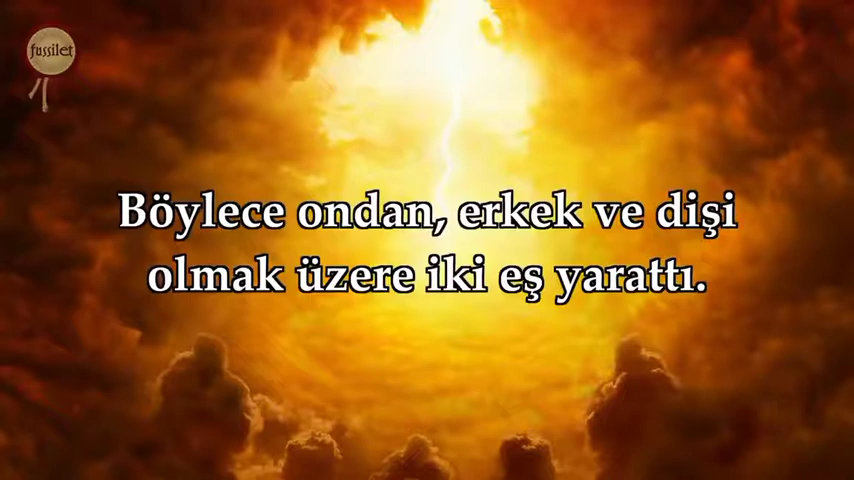 fussilet
Böylece ondan, erkek ve dişi
olmak üzere iki eş yarattı.